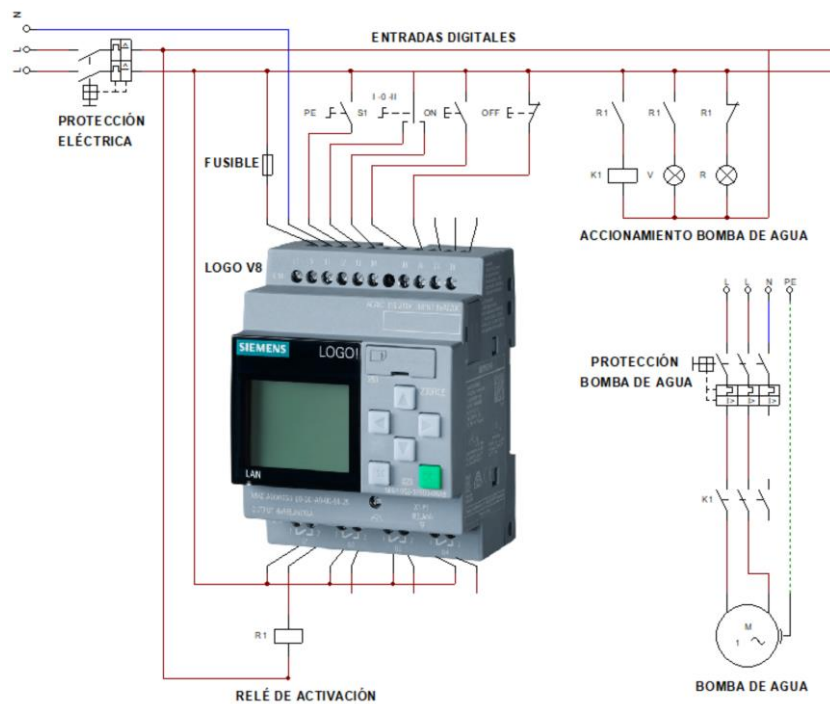 N
L
L
ENTRADAS DIGITALES
PROTECCIÓN
ELÉCTRICA
FUSIBLE
PE
S1
I -0 -II
ON
OFF
R1
R1
R1
K1
V
R
ACCIONAMIENTO BOMBA DE AGUA
LOGO V8
SIEMENS
LOGO!
ESC
LAN
L
L
N
PE
PROTECCIÓN
BOMBA DE AGUA
K1
M
1
BOMBA DE AGUA
R1
RELÉ DE ACTIVACIÓN